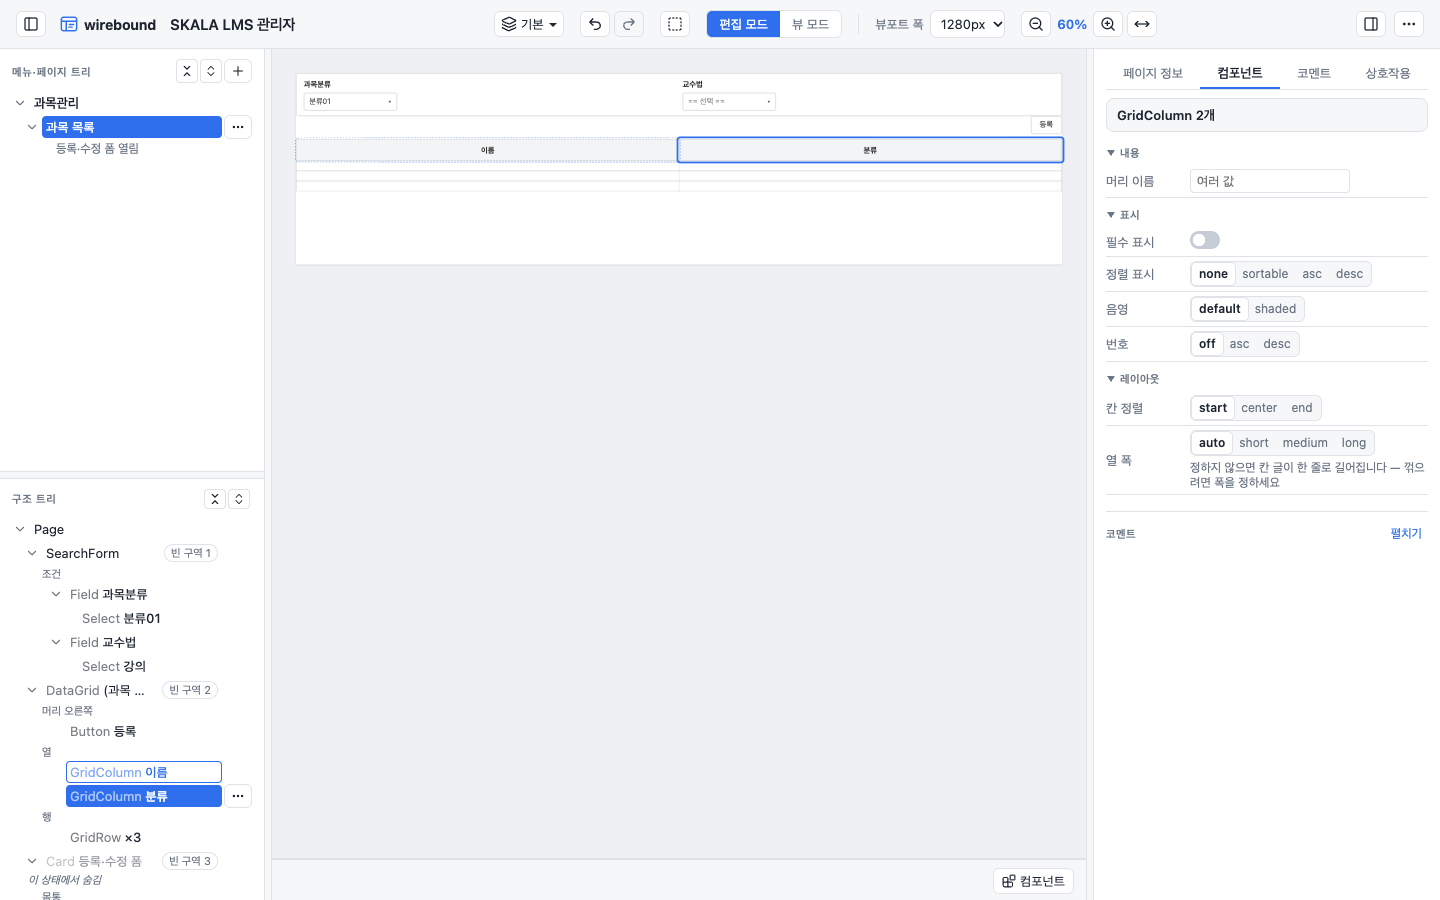 wirebound SKALA LMS 관리자
기본
편집 모드 뷰 모드
뷰포트 폭 1280px
60%
메뉴·페이지 트리
과목관리
과목 목록
등록·수정 폼 열림
구조 트리
Page
SearchForm 빈 구역 1
조건
Field 과목분류
Select 분류01
Field 교수법
Select 강의
DataGrid (과목 ... 빈 구역 2
머리 오른쪽
Button 등록
열
GridColumn 이름
GridColumn 분류
행
GridRow ×3
Card 등록·수정 폼 빈 구역 3
이 상태에서 숨김
몸통
과목분류 교수법
분류01 == 선택 ==
등록
이름 분류
컴포넌트
페이지 정보 컴포넌트 코멘트 상호작용
GridColumn 2개
내용
머리 이름 여러 값
표시
필수 표시
정렬 표시 none sortable asc desc
음영 default shaded
번호 off asc desc
레이아웃
칸 정렬 start center end
열 폭 auto short medium long
정하지 않으면 칸 글이 한 줄로 길어집니다 — 꺾으
려면 폭을 정하세요
코멘트 펼치기